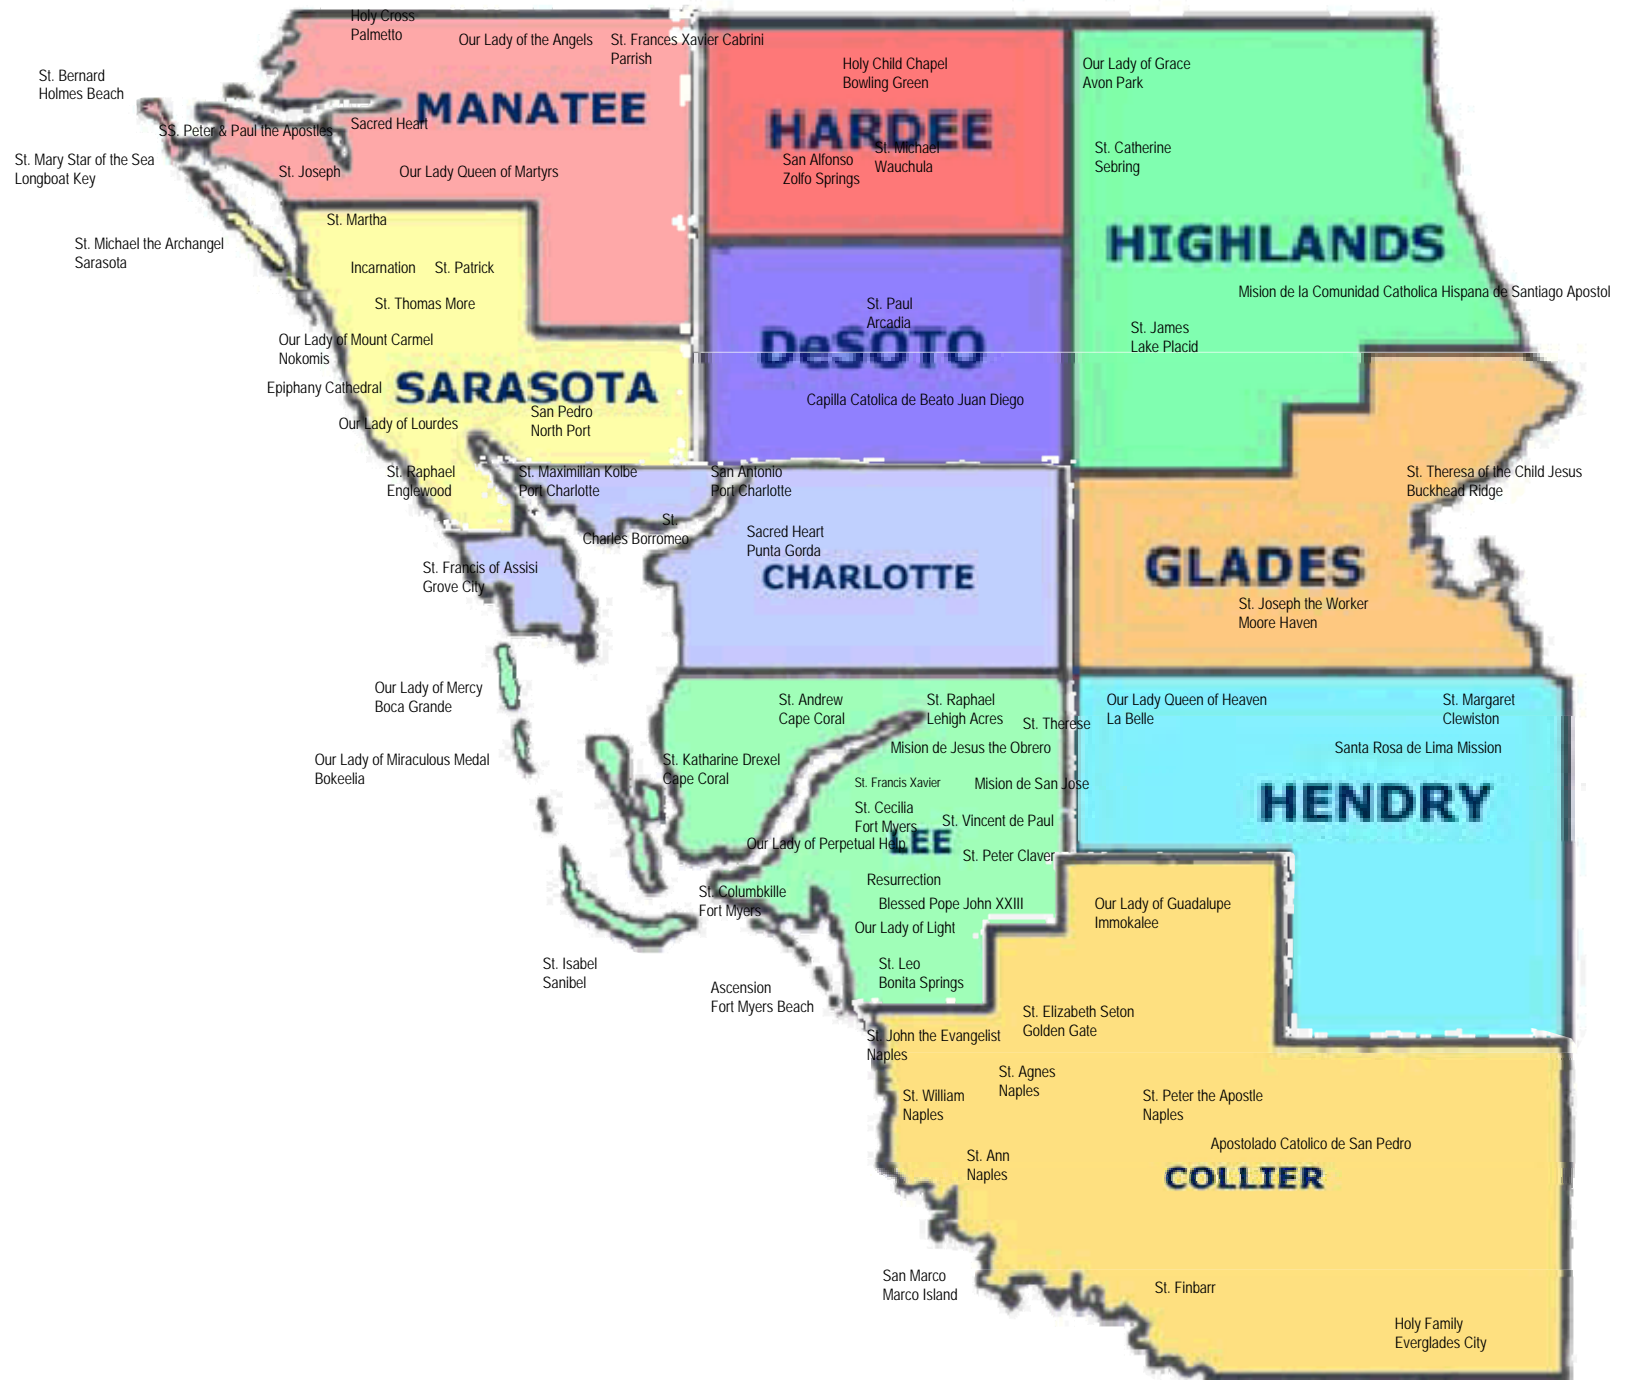 Holy Cross
Palmetto
Our Lady of the Angels
St. Frances Xavier Cabrini
Parrish
St. Bernard
Holmes Beach
MANATEE
SS. Peter & Paul the Apostles
Sacred Heart
St. Mary Star of the Sea
Longboat Key
St. Joseph
Our Lady Queen of Martyrs
Holy Child Chapel
Bowling Green
HARDEE
St. Michael
Wauchula
San Alfonso
Zolfo Springs
Our Lady of Grace
Avon Park
St. Catherine
Sebring
HIGHLANDS
Mision de la Comunidad Catholica Hispana de Santiago Apostol
St. James
Lake Placid
St. Martha
St. Michael the Archangel
Sarasota
Incarnation
St. Patrick
St. Thomas More
Our Lady of Mount Carmel
Nokomis
Epiphany Cathedral
SARASOTA
San Pedro
North Port
Our Lady of Lourdes
St. Raphael
Englewood
St. Paul
Arcadia
DeSOTO
Capilla Catolica de Beato Juan Diego
St. Maximilian Kolbe
Port Charlotte
San Antonio
Port Charlotte
St.
Charles Borromeo
Sacred Heart
Punta Gorda
CHARLOTTE
St. Francis of Assisi
Grove City
St. Theresa of the Child Jesus
Buckhead Ridge
GLADES
St. Joseph the Worker
Moore Haven
Our Lady of Mercy
Boca Grande
Our Lady of Miraculous Medal
Bokeelia
St. Andrew
Cape Coral
St. Raphael
Lehigh Acres
St. Therese
Mision de Jesus the Obrero
St. Katharine Drexel
Cape Coral
St. Francis Xavier
Mision de San Jose
St. Cecilia
Fort Myers
St. Vincent de Paul
LEE
Our Lady of Perpetual Help
St. Peter Claver
Resurrection
St. Columbkille
Fort Myers
Blessed Pope John XXIII
Our Lady of Light
St. Leo
Bonita Springs
St. Isabel
Sanibel
Ascension
Fort Myers Beach
Our Lady Queen of Heaven
La Belle
St. Margaret
Clewiston
Santa Rosa de Lima Mission
HENDRY
Our Lady of Guadalupe
Immokalee
St. Elizabeth Seton
Golden Gate
St. John the Evangelist
Naples
St. Agnes
Naples
St. William
Naples
St. Peter the Apostle
Naples
Apostolado Catolico de San Pedro
St. Ann
Naples
COLLIER
San Marco
Marco Island
St. Finbarr
Holy Family
Everglades City